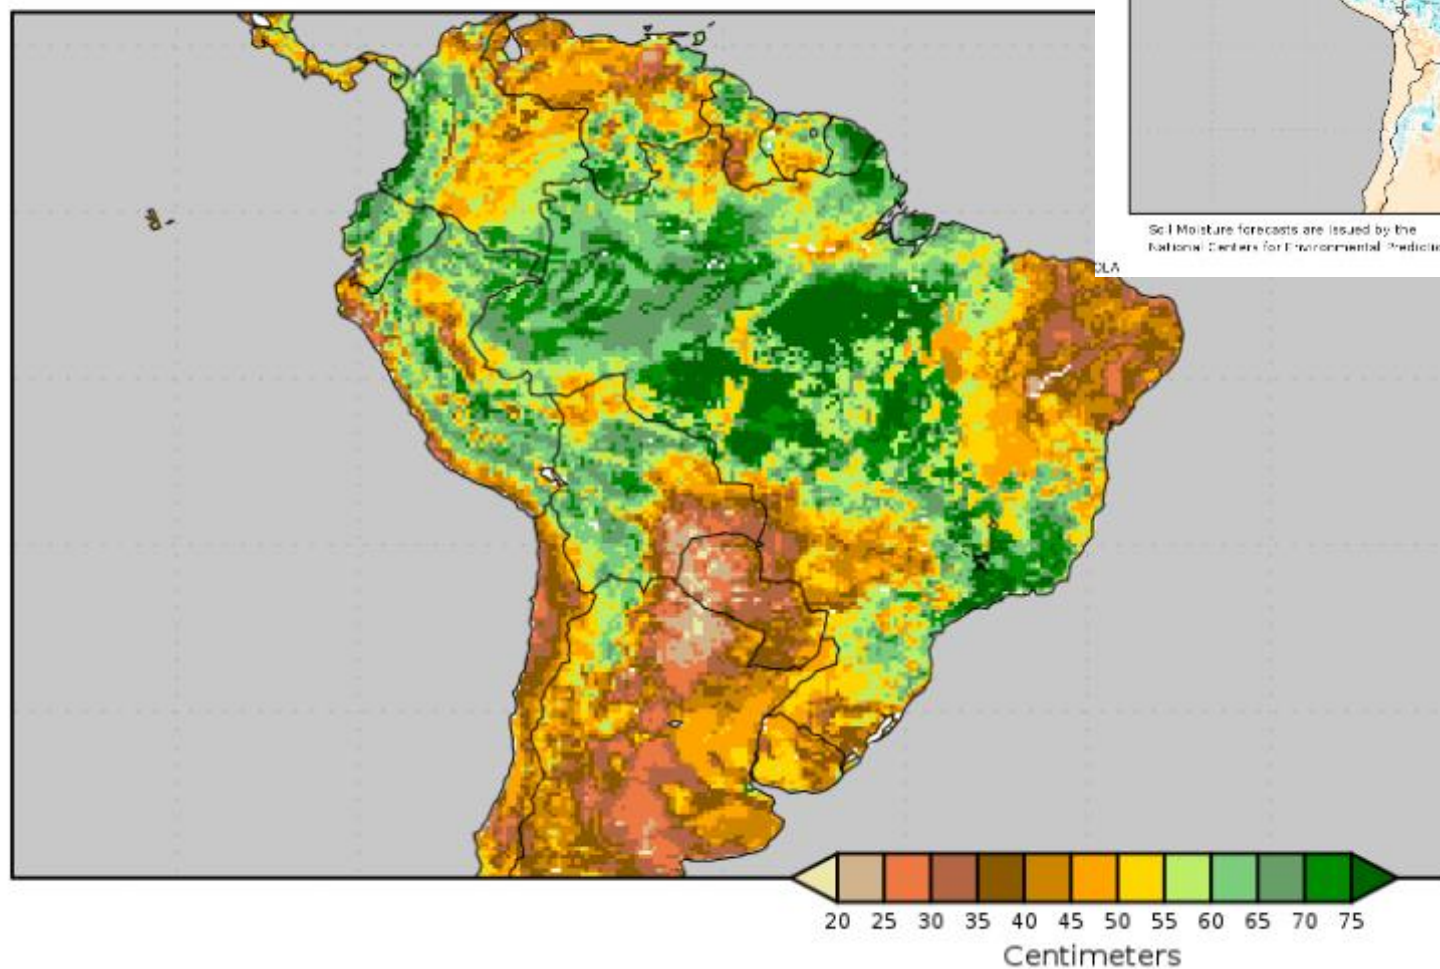 Soil Moisture forecasts are issued by the
National Centers for Environmental
OLA
20 25 30 35 40 45 50 55 60 65 70 75
Centimeters